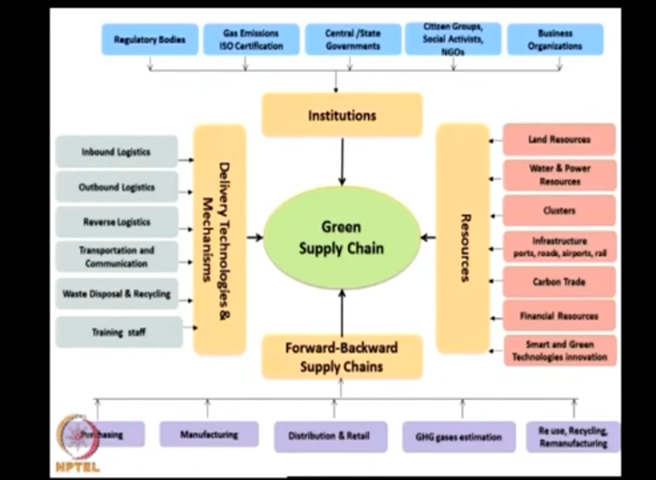 Regulatory Bodies
Gas Emissions
ISO Certification
Central /State
Governments
Citizen Groups,
Social Activists,
NGOs
Business
Organizations
Institutions
Inbound Logistics
Outbound Logistics
Reverse Logistics
Transportation and
Communication
Waste Disposal & Recycling
Training staff
Delivery Technologies &
Mechanisms
Green
Supply Chain
Resources
Land Resources
Water & Power
Resources
Clusters
Infrastructure
ports, roads, airports, rail
Carbon Trade
Financial Resources
Smart and Green
Technologies innovation
Forward-Backward
Supply Chains
Purchasing
Manufacturing
Distribution & Retail
GHG gases estimation
Re use, Recycling,
Remanufacturing
NPTEL